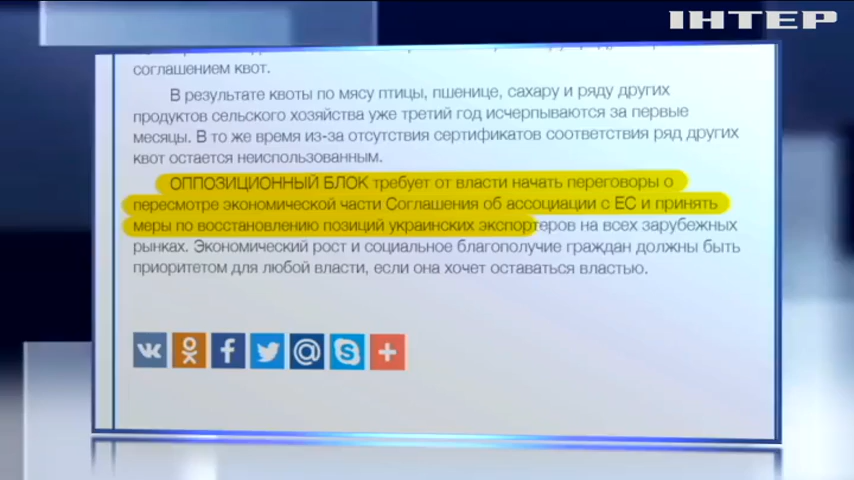 ІНТЕР
соглашением квот.
В результате квоты по мясу птицы, пшенице, сахару и ряду других
продуктов сельского хозяйства уже третий год исчерпываются за первые
месяцы. В то же время из-за отсутствия сертификатов соответствия ряд других
квот остается неиспользованным.
ОППОЗИЦИОННЫЙ БЛОК требует от власти начать переговоры о
пересмотре экономической части Соглашения об ассоциации с ЕС и принять
меры по восстановлению позиций украинских экспортеров на всех зарубежных
рынках. Экономический рост и социальное благополучие граждан должны быть
приоритетом для любой власти, если она хочет оставаться властью.